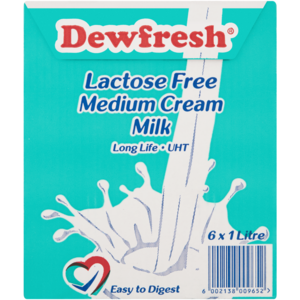 Dewfresh®
Lactose Free
Medium Cream
Milk
Long Life • UHT
6 x 1 Litre
Easy to Digest
6 002138 009652 >